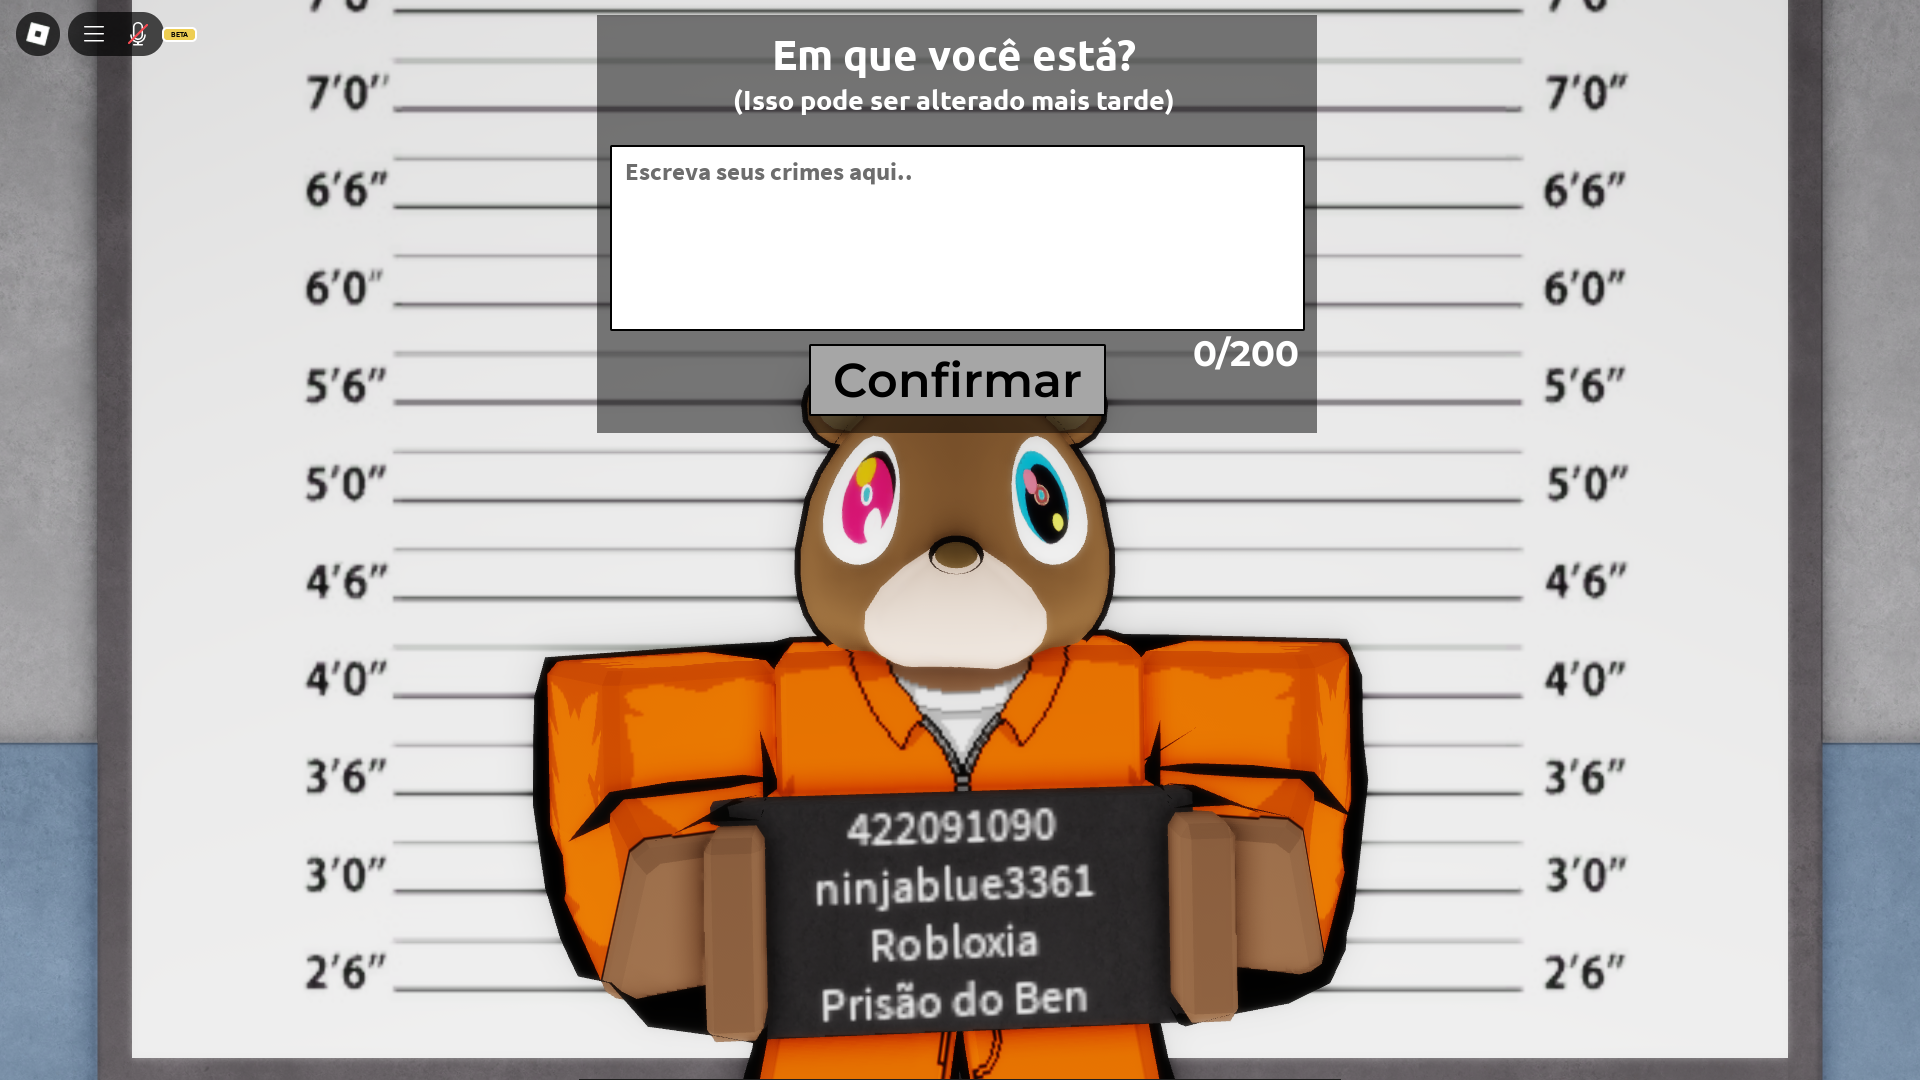 BETA
Em que você está?
(Isso pode ser alterado mais tarde)
Escreva seus crimes aqui..
0/200
Confirmar
7'0'' 7'0"
6'6" 6'6"
6'0" 6'0"
5'6" 5'6"
5'0" 5'0"
4'6" 4'6"
4'0" 4'0"
3'6" 3'6"
3'0" 3'0"
2'6" 2'6"
422091090
ninjablue3361
Robloxia
Prisão do Ben